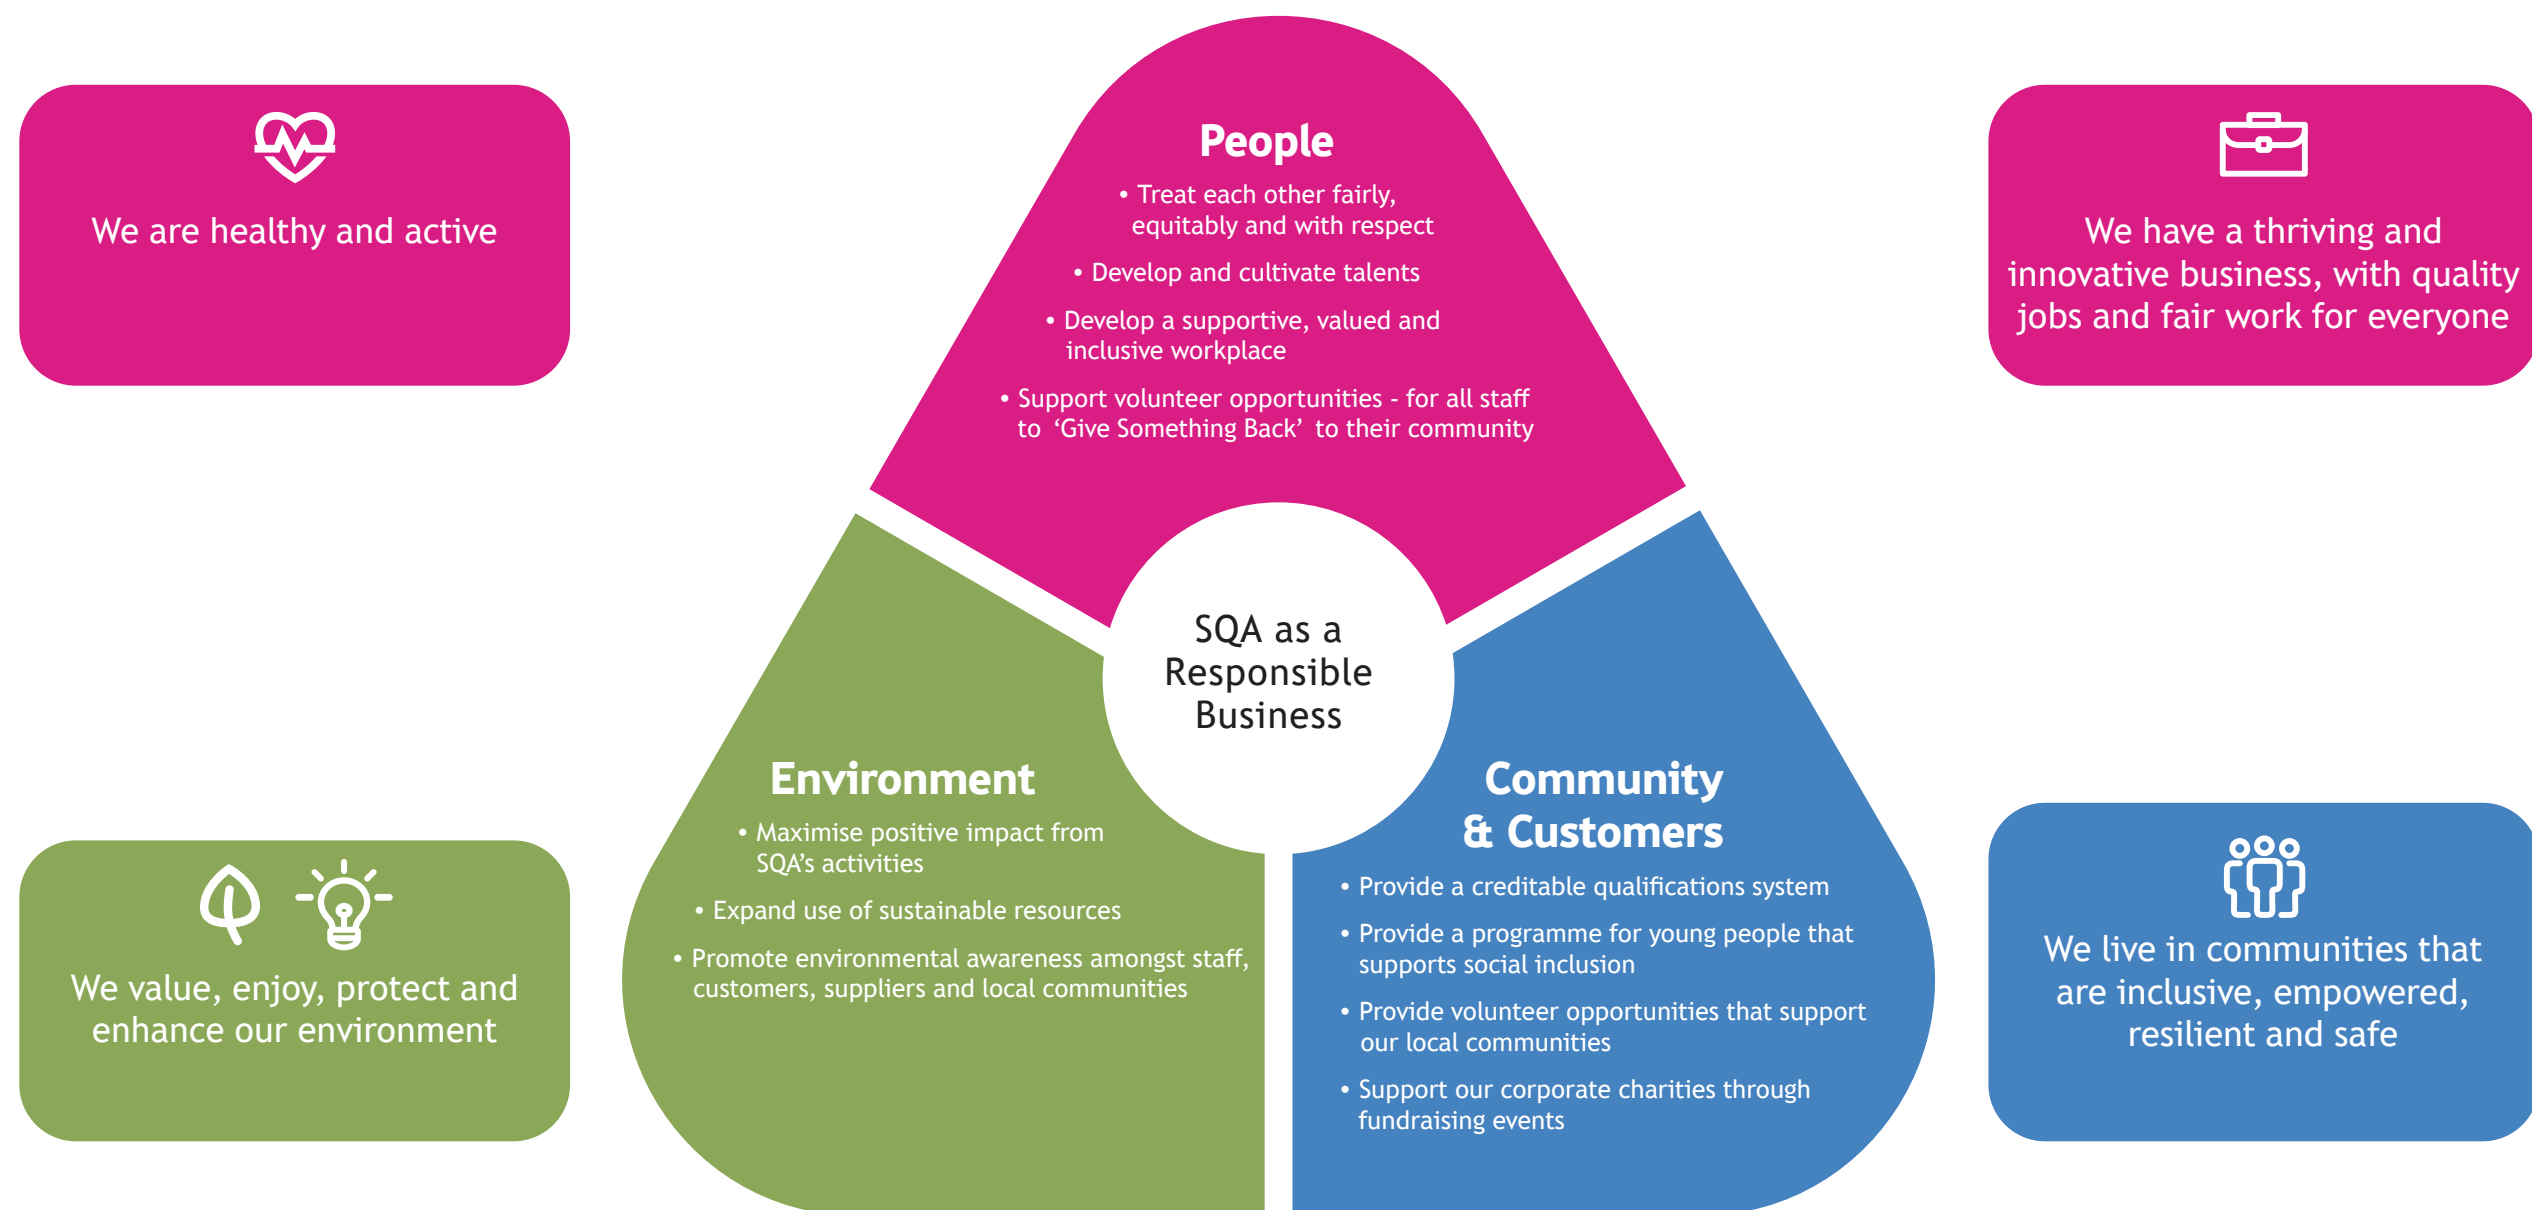 We are healthy and active
People
• Treat each other fairly,
equitably and with respect
• Develop and cultivate talents
• Develop a supportive, valued and
inclusive workplace
• Support volunteer opportunities - for all staff
to ‘Give Something Back’ to their community
We have a thriving and
innovative business, with quality
jobs and fair work for everyone
SQA as a
Responsible
Business
We value, enjoy, protect and
enhance our environment
Environment
• Maximise positive impact from
SQA’s activities
• Expand use of sustainable resources
• Promote environmental awareness amongst staff,
customers, suppliers and local communities
Community
& Customers
• Provide a creditable qualifications system
• Provide a programme for young people that
supports social inclusion
• Provide volunteer opportunities that support
our local communities
• Support our corporate charities through
fundraising events
We live in communities that
are inclusive, empowered,
resilient and safe